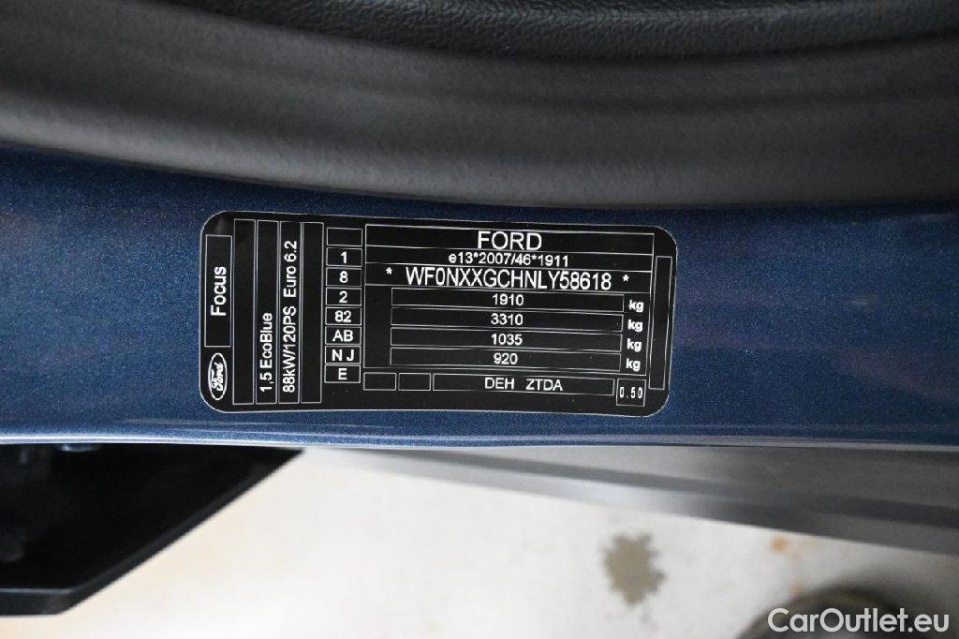 FORD
e13*2007/46*1911
* WF0NXXGCHNLY58618 *
1910 kg
3310 kg
1035 kg
920 kg
DEH ZTDA
0.50
1
8
2
82
AB
N J
E
Focus
Ford
1,5 EcoBlue
88kW/120PS Euro 6.2
CarOutlet.eu